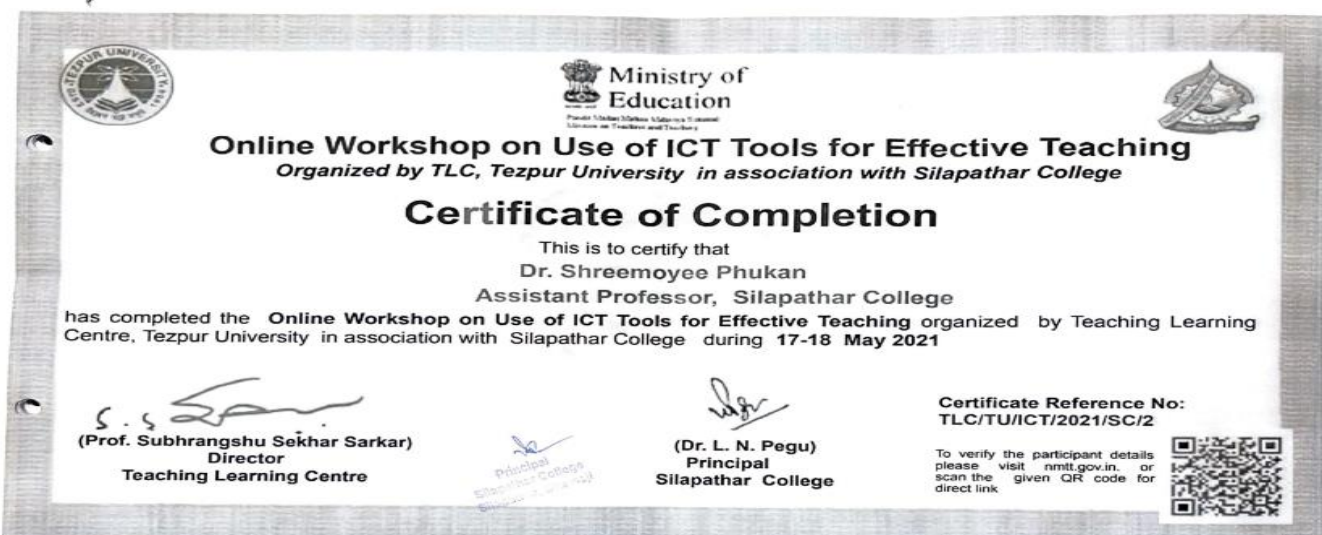 TEZPUR UNIVERSITY
Ministry of
Education
Online Workshop on Use of ICT Tools for Effective Teaching
Organized by TLC, Tezpur University in association with Silapathar College
Certificate of Completion
This is to certify that
Dr. Shreemoyee Phukan
Assistant Professor, Silapathar College
has completed the Online Workshop on Use of ICT Tools for Effective Teaching organized by Teaching Learning
Centre, Tezpur University in association with Silapathar College during 17-18 May 2021
S. S
(Prof. Subhrangshu Sekhar Sarkar)
Director
Teaching Learning Centre
Principal
Silapathar College
(Dr. L. N. Pegu)
Principal
Silapathar College
Certificate Reference No:
TLC/TU/ICT/2021/SC/2
To verify the participant details
please visit nmtt.gov.in. or
scan the given QR code for
direct link